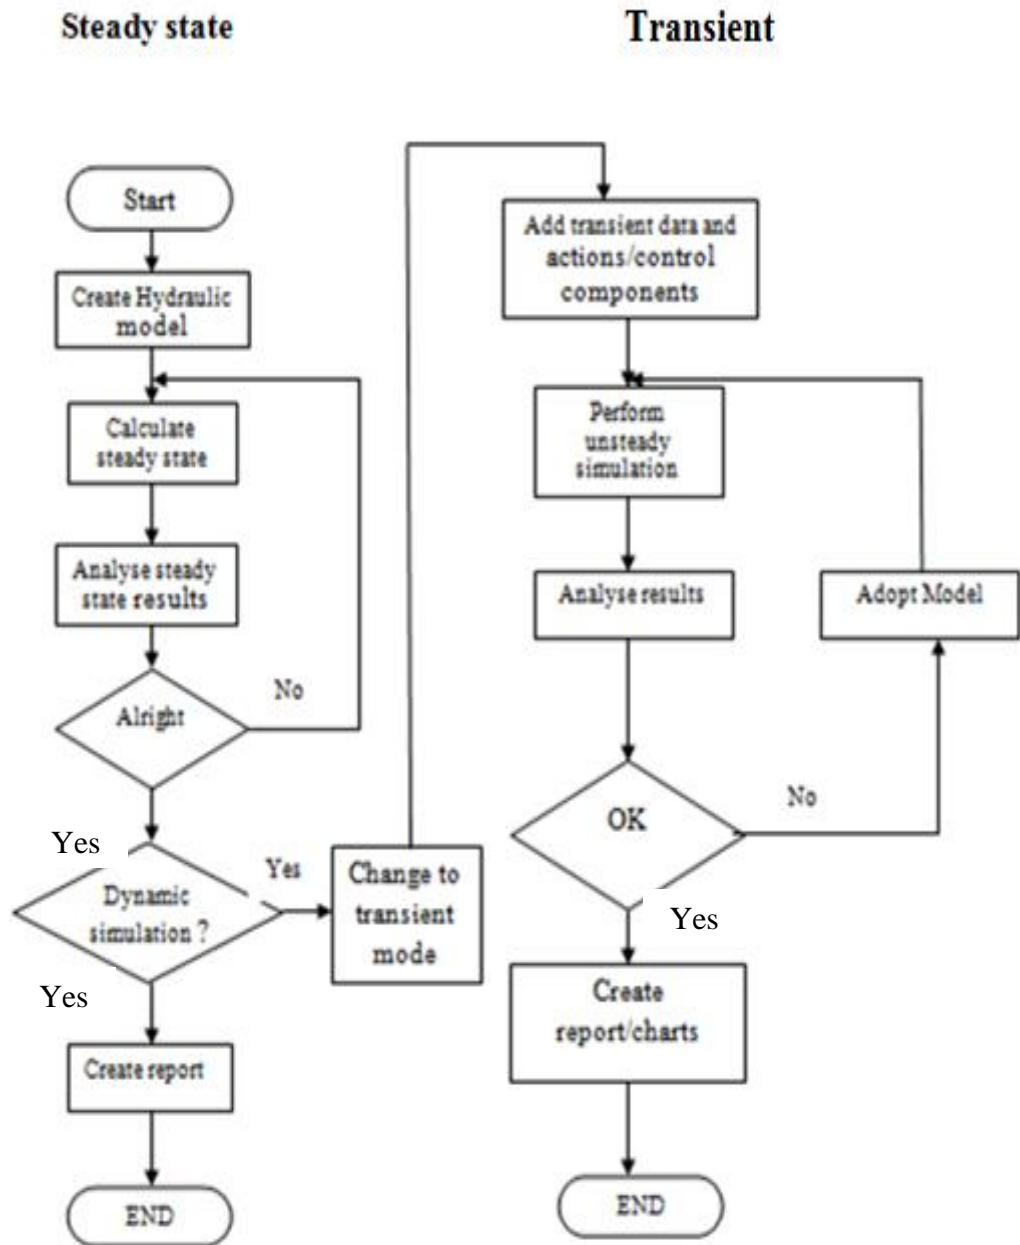 Steady state
Start
Create Hydraulic
model
Calculate
steady state
Analyse steady
state results
Alright
No
Yes
Dynamic
simulation ?
Yes
Change to
transient
mode
Yes
Create report
END
Transient
Add transient data and
actions/control
components
Perform
unsteady
simulation
Analyse results
Adopt Model
OK
No
Yes
Create
report/charts
END